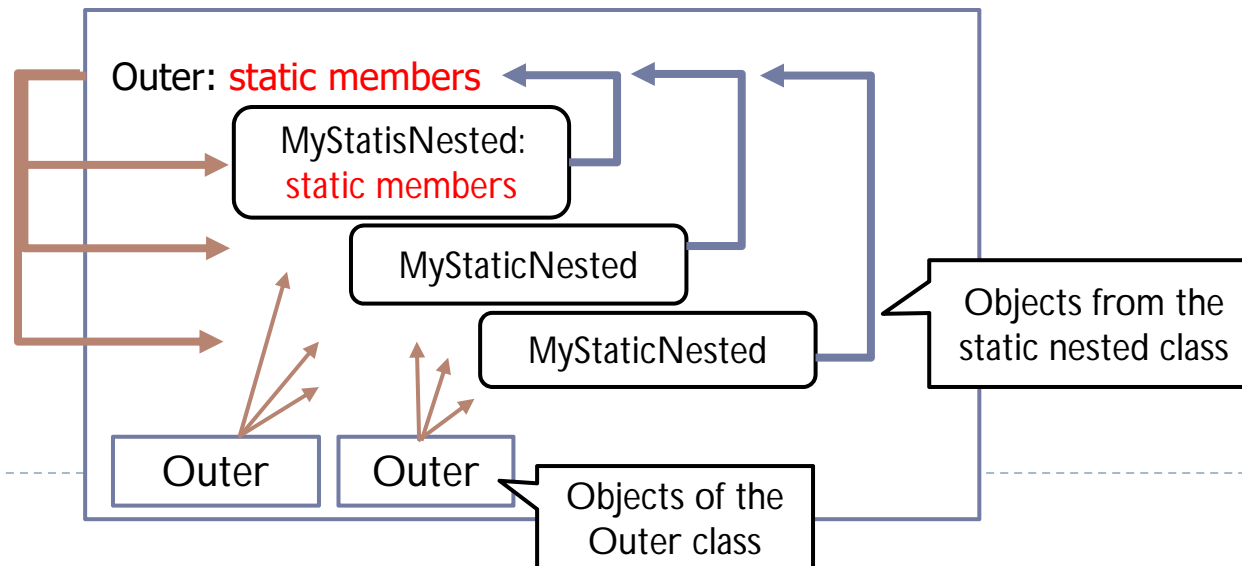 Outer: static members
MyStatisNested:
static members
MyStaticNested
MyStaticNested
Objects from the
static nested class
Outer
Outer
Objects of the
Outer class